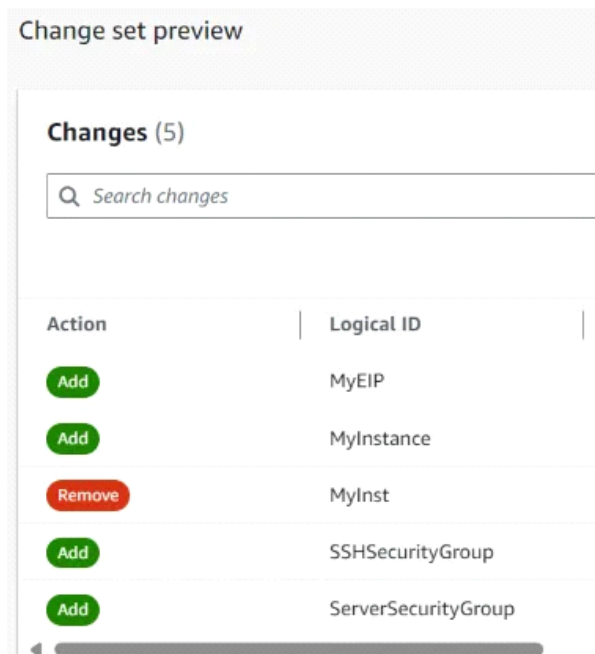 Change set preview
Changes (5)
Search changes
Action Logical ID
Add MyEIP
Add MyInstance
Remove MyInst
Add SSHSecurityGroup
Add ServerSecurityGroup